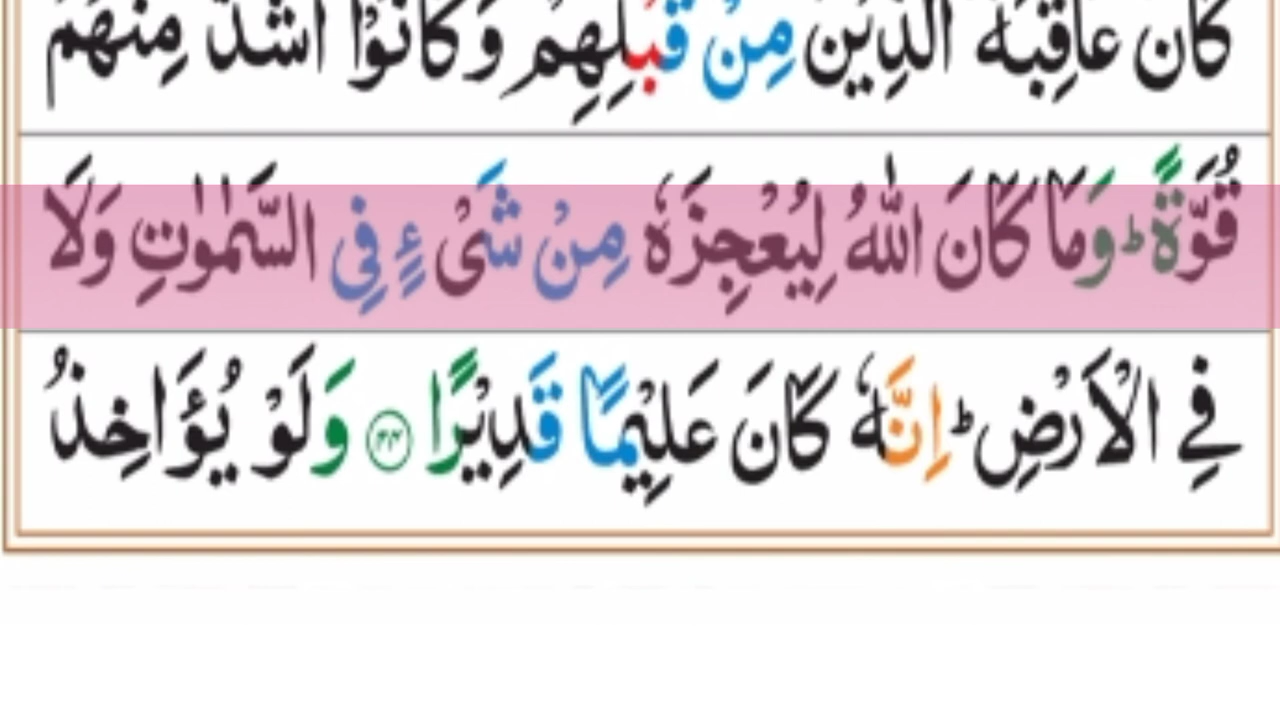 كَانَ عَاقِبَةُ الَّذِيْنَ مِنْ قَبْلِهِمْ وَكَانُوْۤا اَشَدَّ مِنْهُمْ
قُوَّةً ؕ وَمَا كَانَ اللّٰهُ لِيُعْجِزَهٗ مِنْ شَیْءٍ فِی السَّمٰوٰتِ وَلَا
فِی الْاَرْضِ ؕ اِنَّهٗ كَانَ عَلِيْمًا قَدِيْرًا ﴿۴۴﴾ وَلَوْ يُؤَاخِذُ